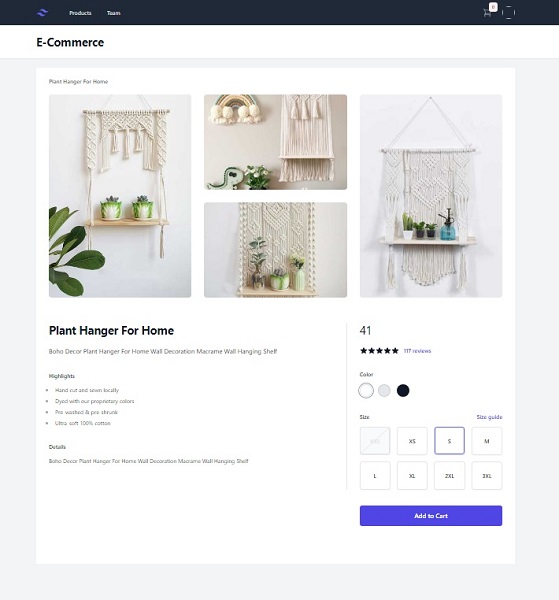 Products Team
0
E-Commerce
Plant Hanger For Home
Plant Hanger For Home
Boho Decor Plant Hanger For Home Wall Decoration Macrame Wall Hanging Shelf
Highlights
Hand cut and sewn locally
Dyed with our proprietary colors
Pre-washed & pre-shrunk
Ultra-soft 100% cotton
Details
Boho Decor Plant Hanger For Home Wall Decoration Macrame Wall Hanging Shelf
41
117 reviews
Color
Size Size guide
XS S M
L XL 2XL 3XL
Add to Cart